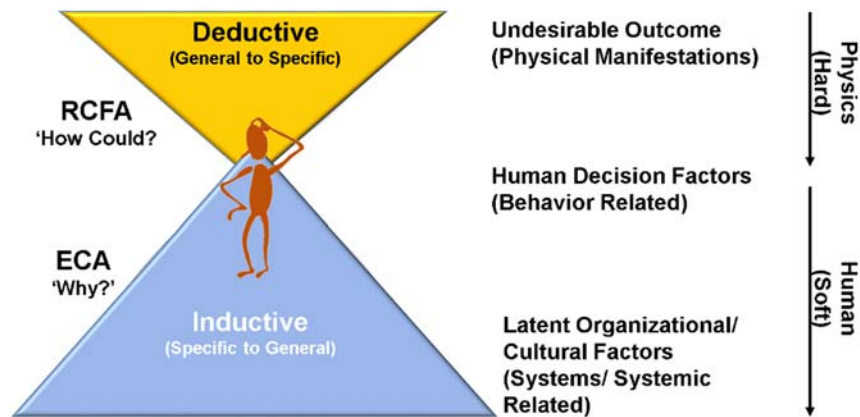 Deductive
(General to Specific)
RCFA
‘How Could?
ECA
‘Why?’
Inductive
(Specific to General)
Undesirable Outcome
(Physical Manifestations)
Human Decision Factors
(Behavior Related)
Latent Organizational/
Cultural Factors
(Systems/ Systemic
Related)
Physics
(Hard)
Human
(Soft)